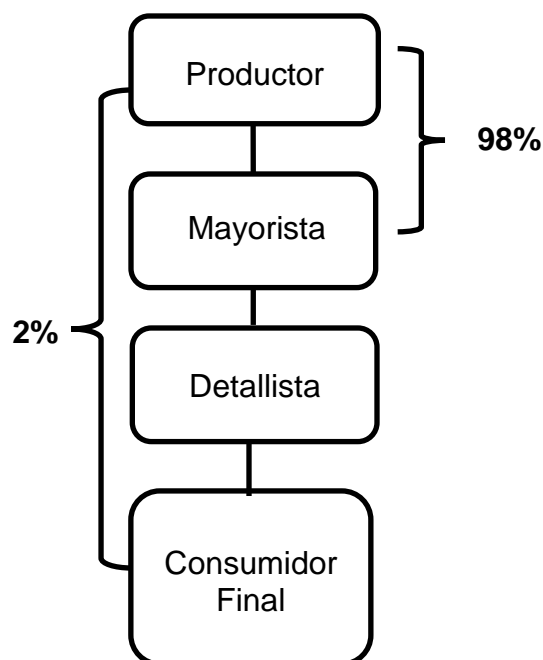 Productor
98%
Mayorista
2%
Detallista
Consumidor
Final